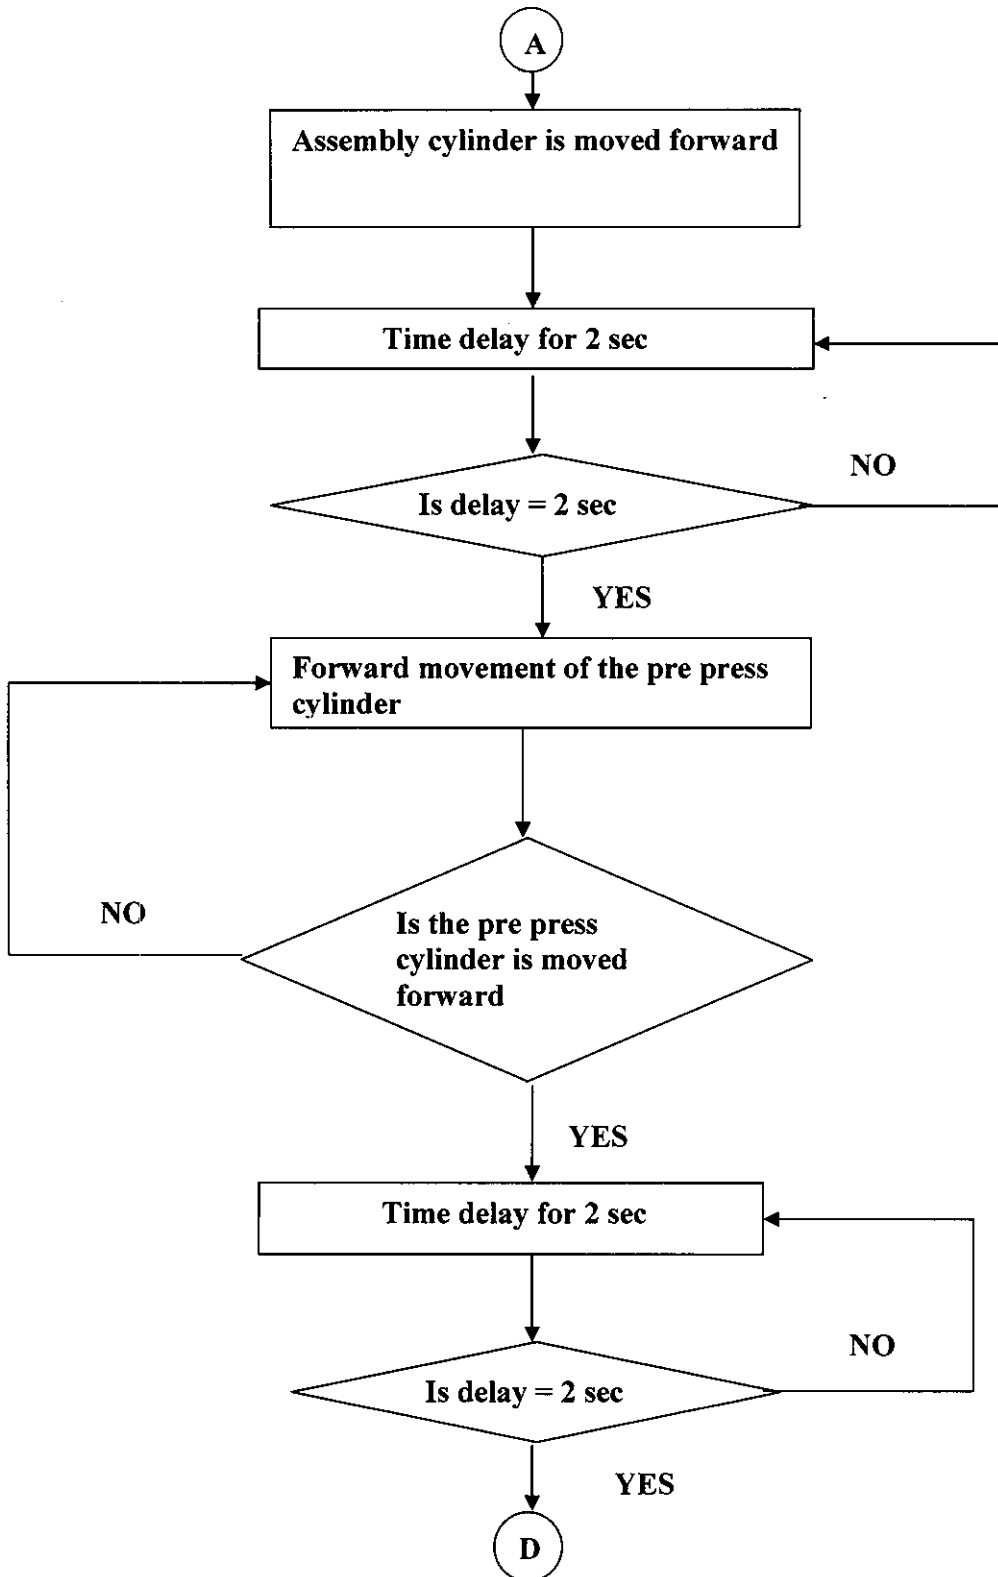 A
Assembly cylinder is moved forward
Time delay for 2 sec
NO
Is delay = 2 sec
YES
Forward movement of the pre press
cylinder
NO
Is the pre press
cylinder is moved
forward
YES
Time delay for 2 sec
NO
Is delay = 2 sec
YES
D